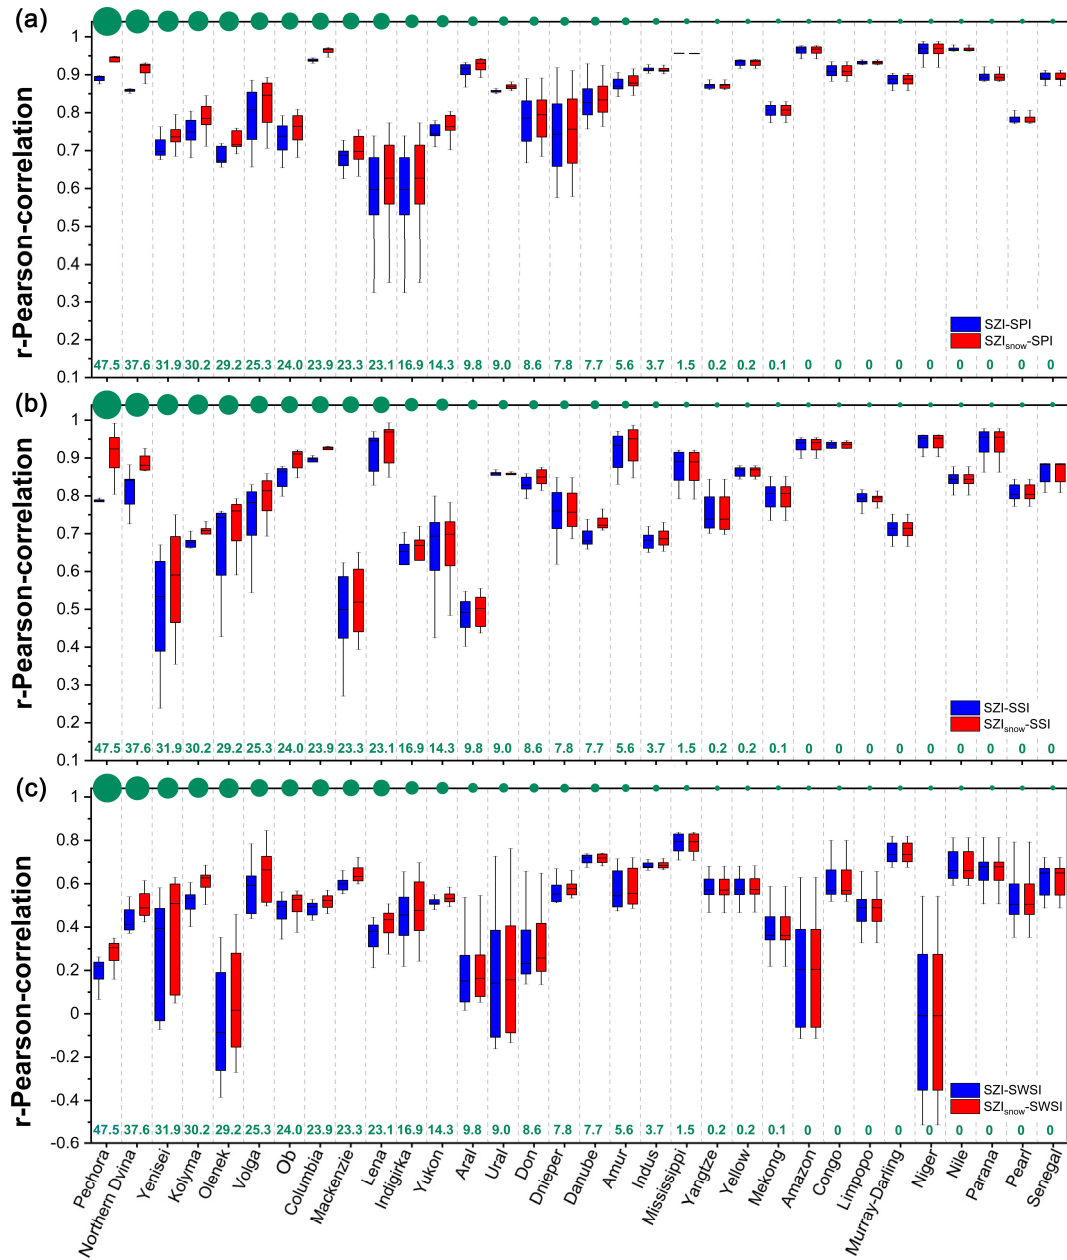 (a)
r-Pearson-correlation
1
0.9
0.8
0.7
0.6
0.5
0.4
0.3
0.2
0.1
SZI-SPI
SZIsnow-SPI
47.5 37.6 31.9 30.2 29.2 25.3 24.0 23.9 23.3 23.1 16.9 14.3 9.8 9.0 8.6 7.8 7.7 5.6 3.7 1.5 0.2 0.2 0.1 0 0 0 0 0 0 0 0 0
(b)
r-Pearson-correlation
1
0.9
0.8
0.7
0.6
0.5
0.4
0.3
0.2
0.1
SZI-SSI
SZIsnow-SSI
47.5 37.6 31.9 30.2 29.2 25.3 24.0 23.9 23.3 23.1 16.9 14.3 9.8 9.0 8.6 7.8 7.7 5.6 3.7 1.5 0.2 0.2 0.1 0 0 0 0 0 0 0 0 0
(c)
r-Pearson-correlation
1
0.8
0.6
0.4
0.2
0
-0.2
-0.4
-0.6
SZI-SWSI
SZIsnow-SWSI
47.5 37.6 31.9 30.2 29.2 25.3 24.0 23.9 23.3 23.1 16.9 14.3 9.8 9.0 8.6 7.8 7.7 5.6 3.7 1.5 0.2 0.2 0.1 0 0 0 0 0 0 0 0 0
Pechora
Northern Dvina
Yenisei
Kolyma
Olenek
Volga
Ob
Columbia
Mackenzie
Lena
Indigirka
Yukon
Aral
Ural
Don
Dnieper
Danube
Amur
Indus
Mississippi
Yangtze
Yellow
Mekong
Amazon
Congo
Limpopo
Murray-Darling
Niger
Nile
Parana
Pearl
Senegal